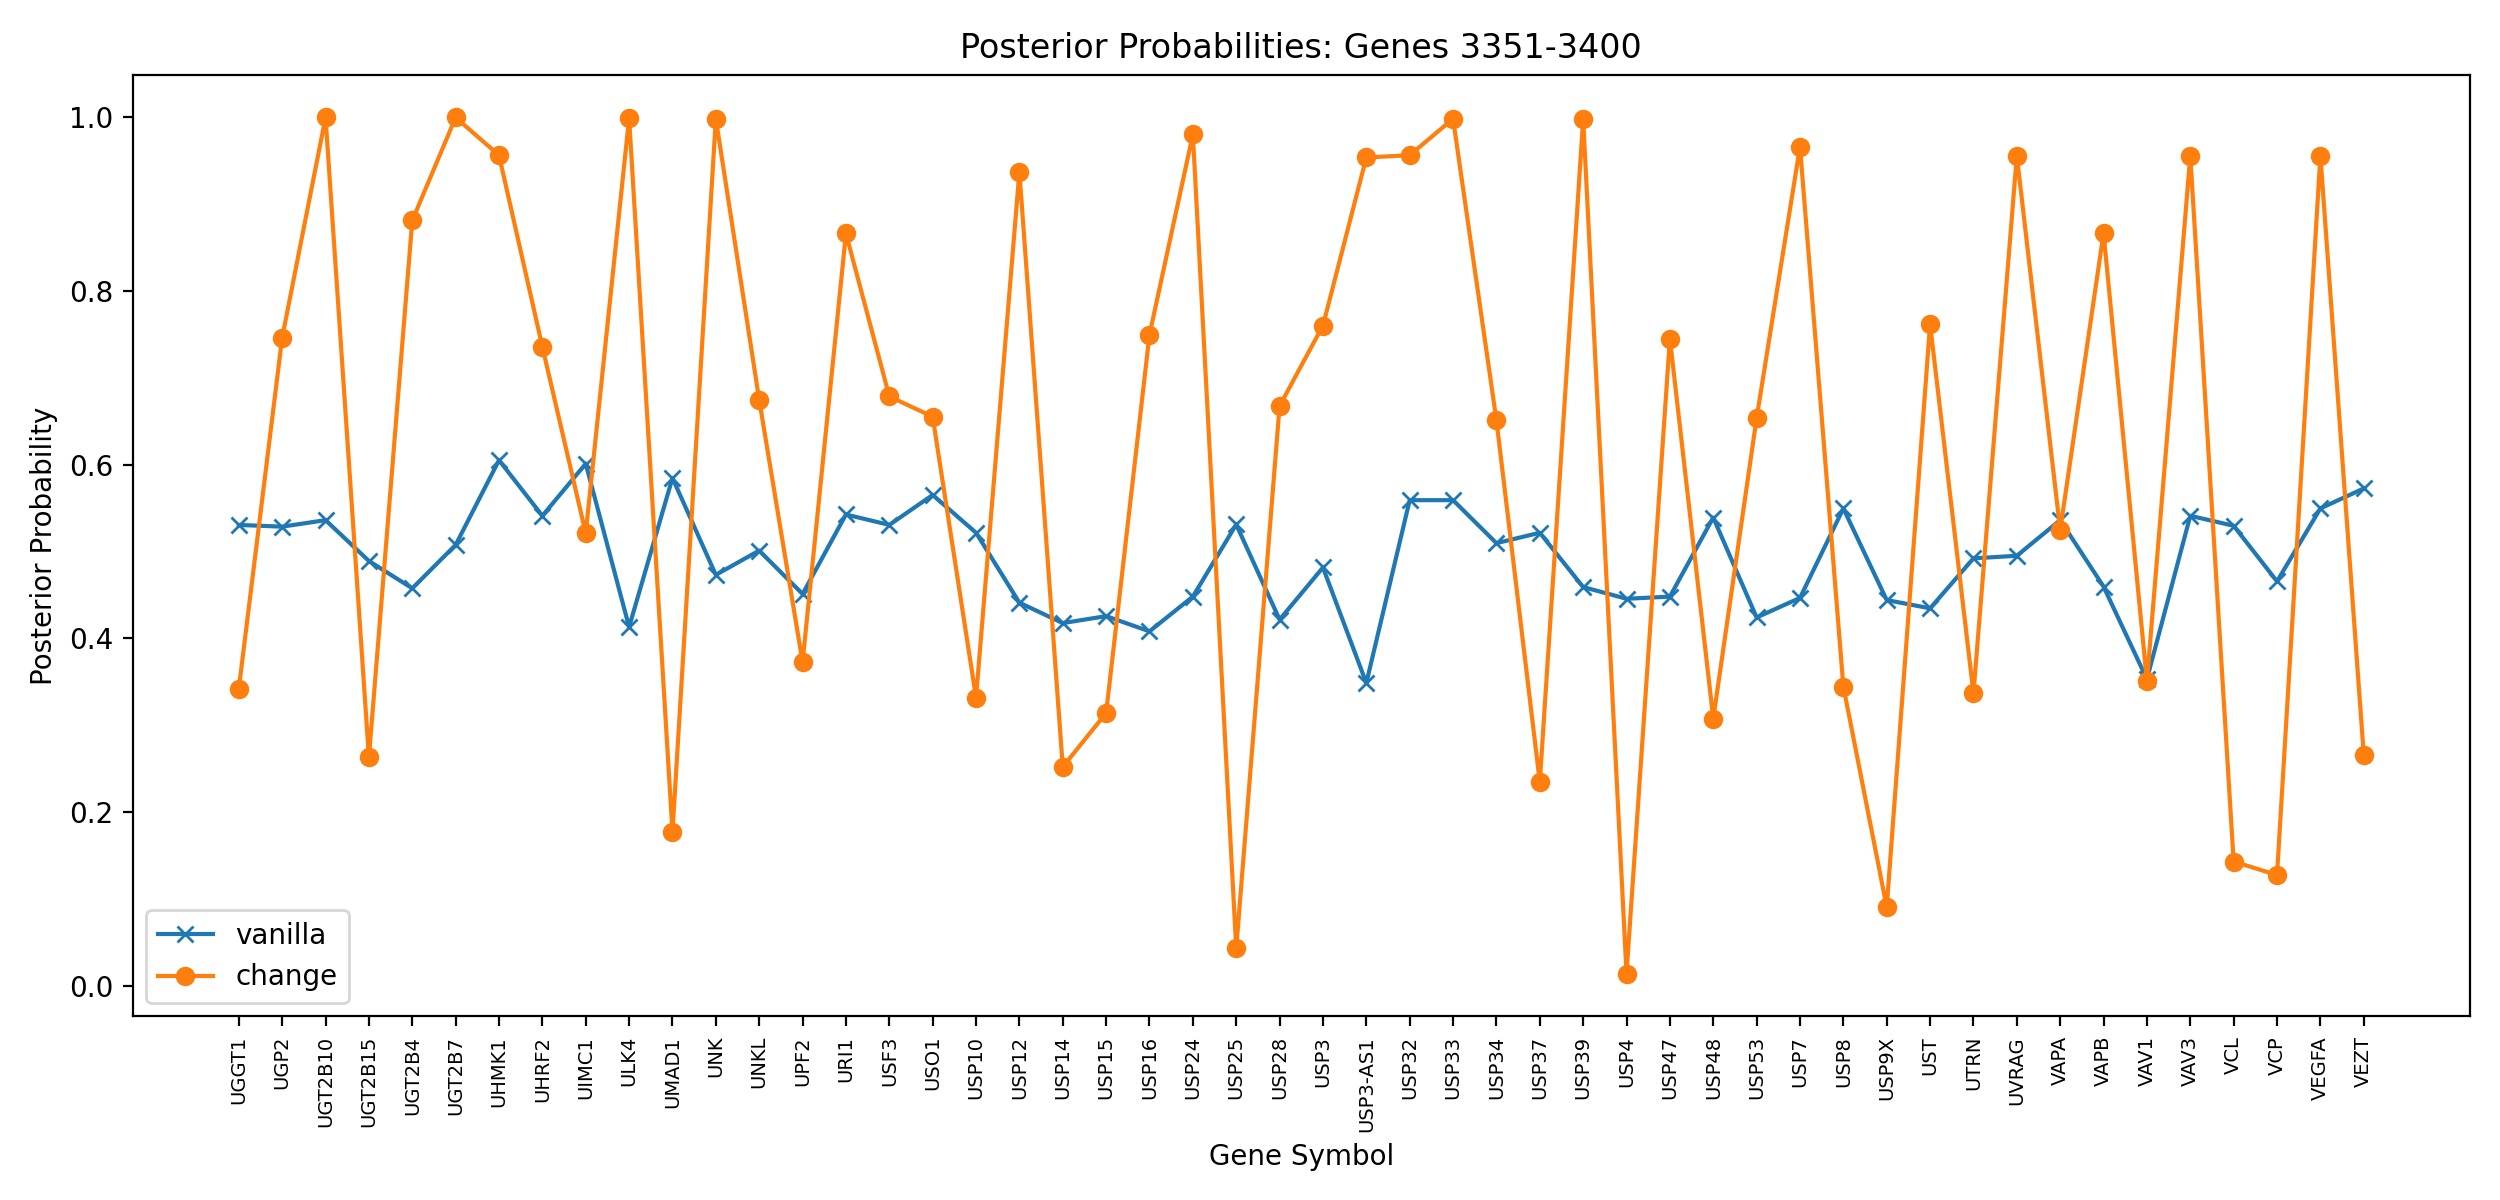 Posterior Probabilities: Genes 3351-3400
Posterior Probability
1.0
0.8
0.6
0.4
0.2
0.0
vanilla
change
UGGT1
UGP2
UGT2B10
UGT2B15
UGT2B4
UGT2B7
UHMK1
UHRF2
UIMC1
ULK4
UMAD1
UNK
UNKL
UPF2
URI1
USF3
USO1
USP10
USP12
USP14
USP15
USP16
USP24
USP25
USP28
USP3
USP3-AS1
USP32
USP33
USP34
USP37
USP39
USP4
USP47
USP48
USP53
USP7
USP8
USP9X
UST
UTRN
UVRAG
VAPA
VAPB
VAV1
VAV3
VCL
VCP
VEGFA
VEZT
Gene Symbol